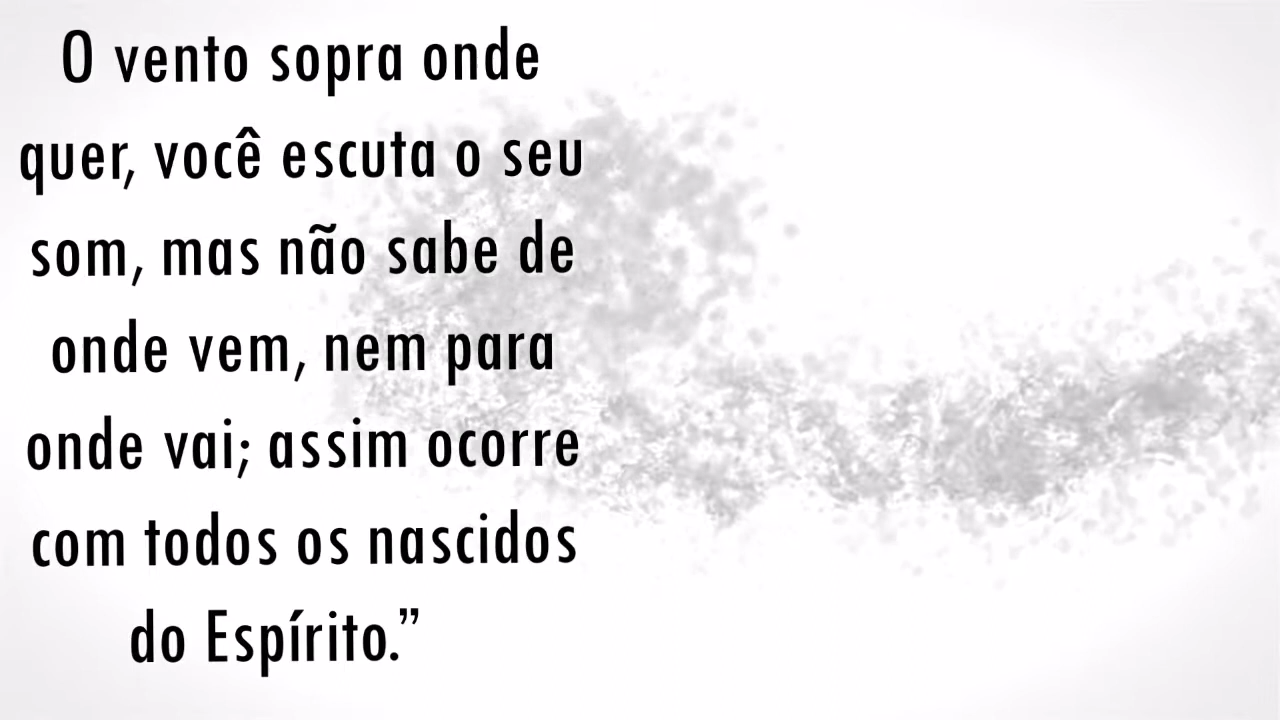 O vento sopra onde
quer, você escuta o seu
som, mas não sabe de
onde vem, nem para
onde vai; assim ocorre
com todos os nascidos
do Espírito.”